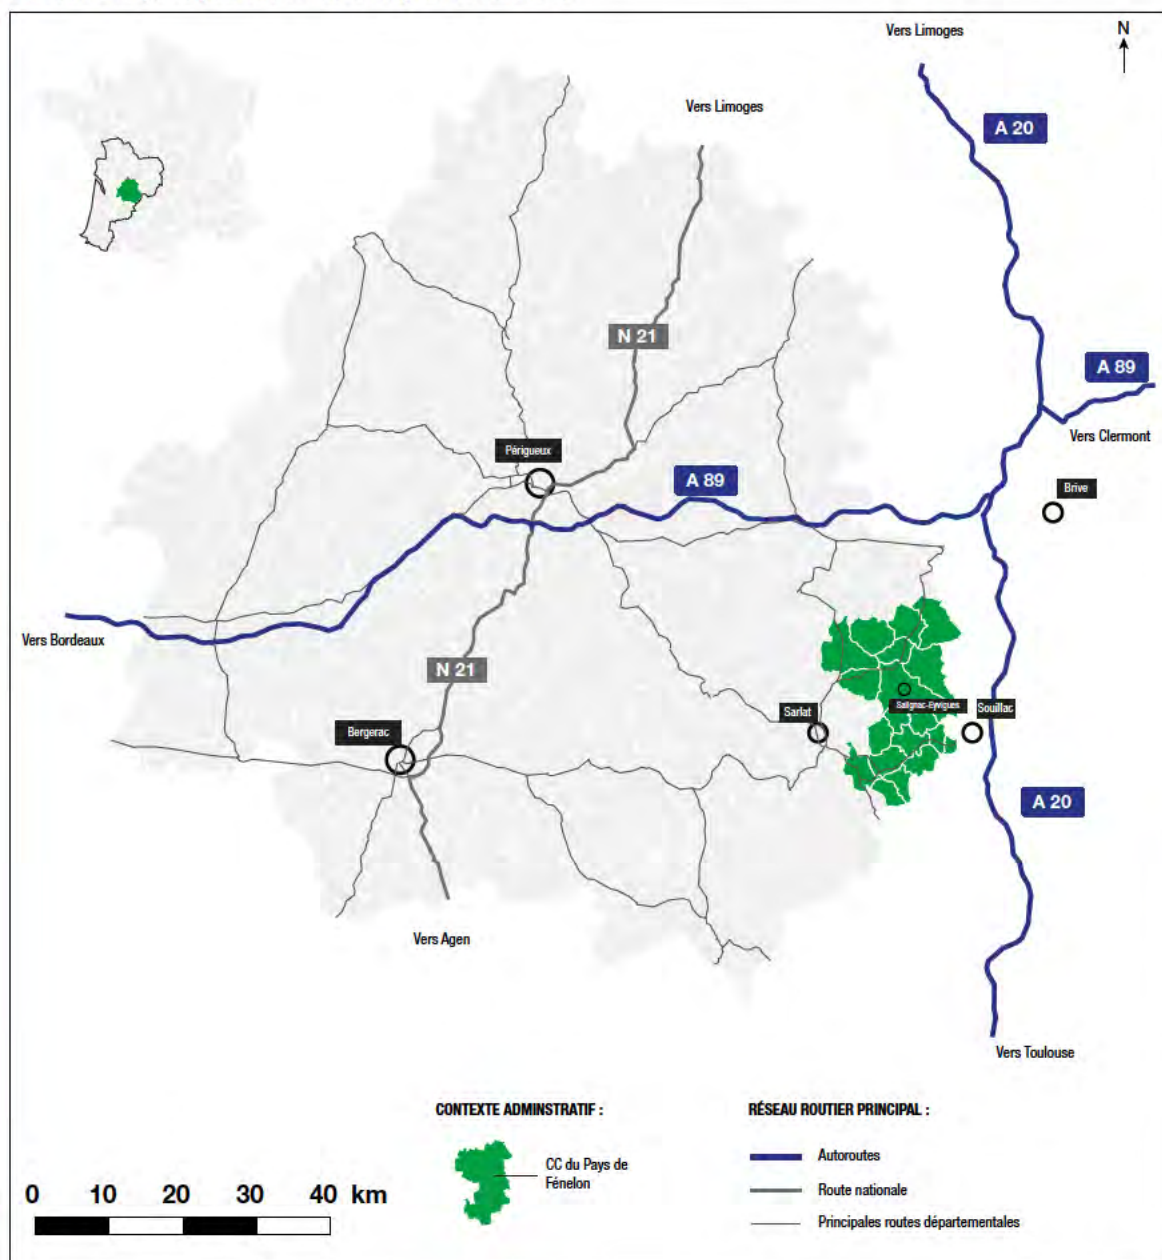 Vers Limoges
N
Vers Limoges
A 20
N 21
A 89
Vers Clermont
Périgueux
A 89
Brive
Vers Bordeaux
N 21
Salignac-Eyvigues
Sarlat
Souillac
Bergerac
A 20
Vers Agen
Vers Toulouse
CONTEXTE ADMINSTRATIF :
RÉSEAU ROUTIER PRINCIPAL :
CC du Pays de
Fénelon
Autoroutes
Route nationale
Principales routes départementales
0 10 20 30 40 km